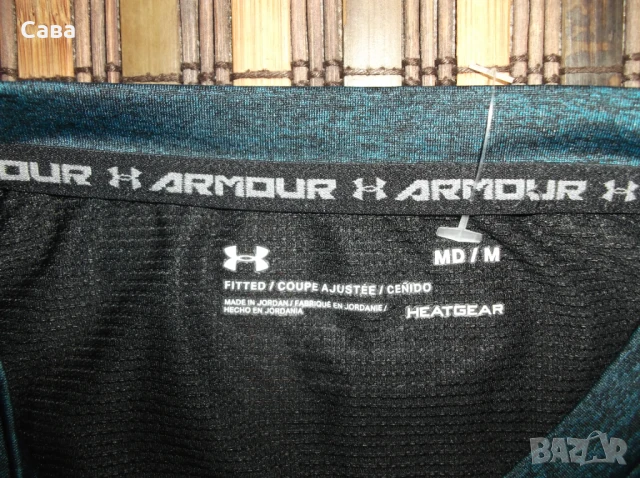 Сава
ARMOUR ARMOUR ARMOUR AR
MD / M
FITTED / COUPE AJUSTÉE / CEÑIDO
MADE IN JORDAN / FABRIQUÉ EN JORDANIE /
HECHO EN JORDANIA
HEATGEAR
BAZAR